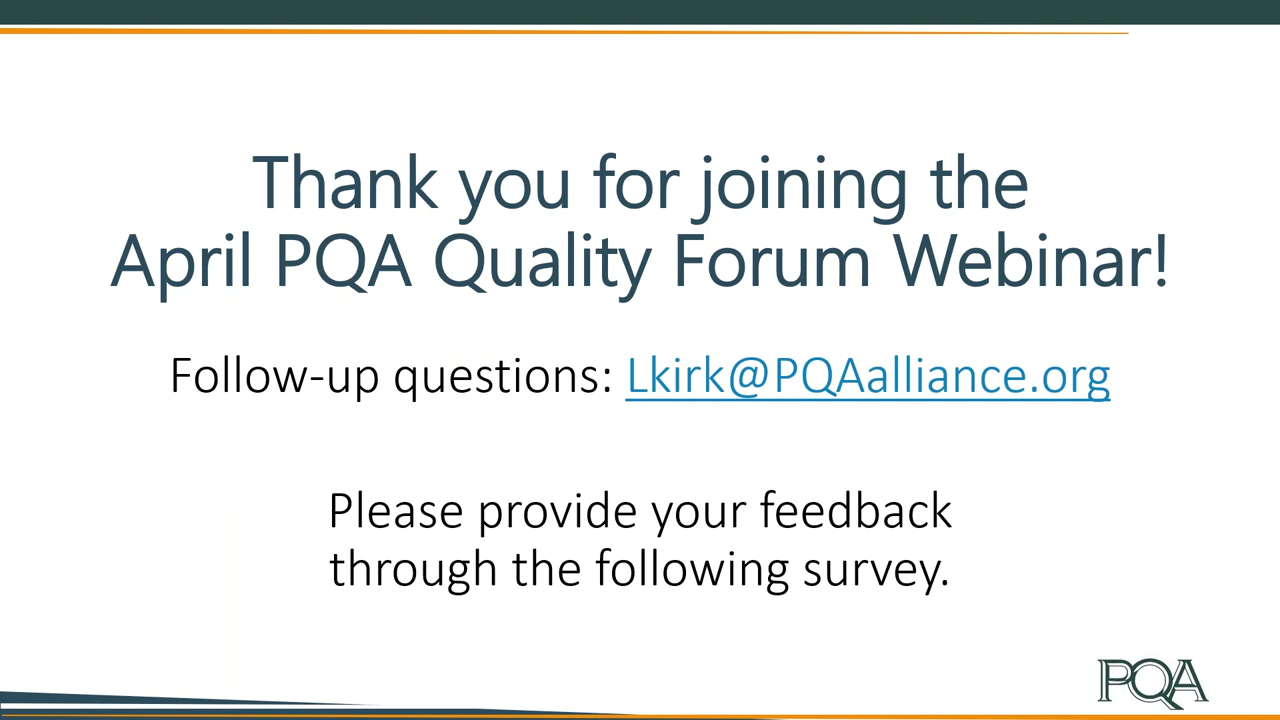 Thank you for joining the
April PQA Quality Forum Webinar!
Follow-up questions: Lkirk@PQAalliance.org
Please provide your feedback
through the following survey.
PQA